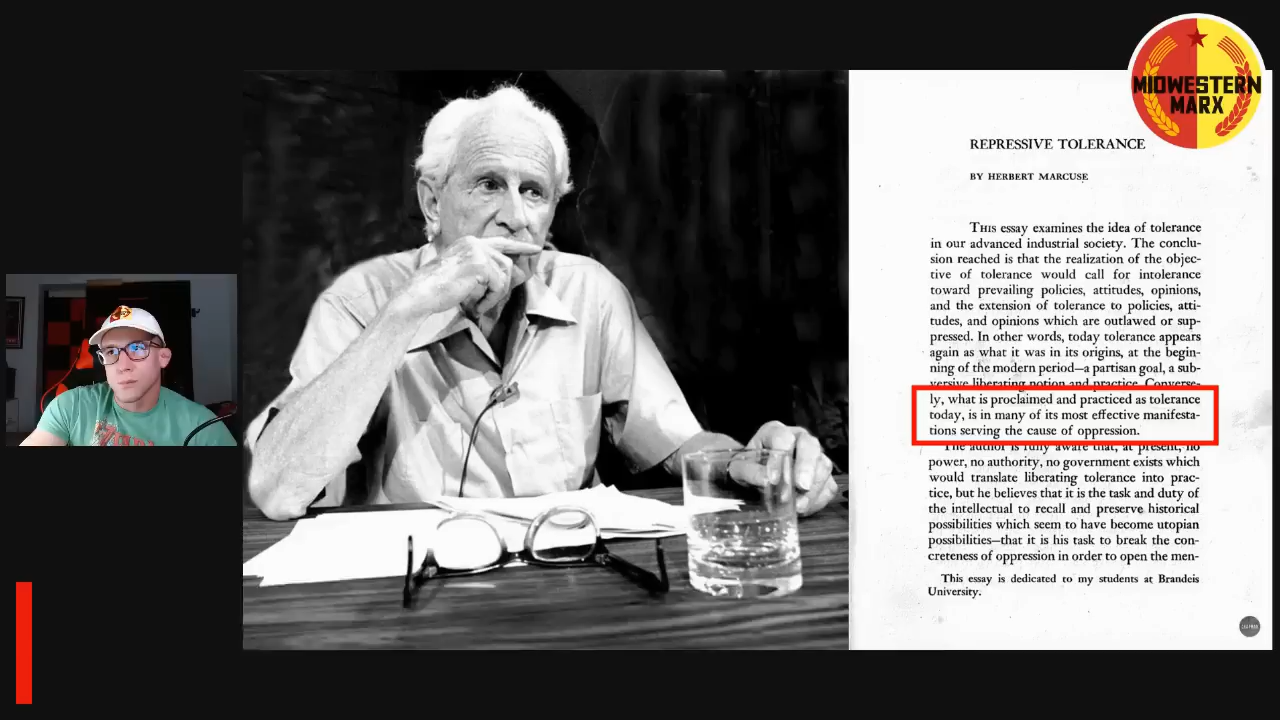 MIDWESTERN
MARX
REPRESSIVE TOLERANCE
BY HERBERT MARCUSE
THIS essay examines the idea of tolerance
in our advanced industrial society. The conclu-
sion reached is that the realization of the objec-
tive of tolerance would call for intolerance
toward prevailing policies, attitudes, opinions,
and the extension of tolerance to policies, atti-
tudes, and opinions which are outlawed or sup-
pressed. In other words, today tolerance appears
again as what it was in its origins, at the begin-
ning of the modern period—a partisan goal, a sub-
versive liberating notion and practice. Converse-
ly, what is proclaimed and practiced as tolerance
today, is in many of its most effective manifesta-
tions serving the cause of oppression.
The author is fully aware that, at present, no
power, no authority, no government exists which
would translate liberating tolerance into prac-
tice, but he believes that it is the task and duty of
the intellectual to recall and preserve historical
possibilities which seem to have become utopian
possibilities—that it is his task to break the con-
creteness of oppression in order to open the men-
This essay is dedicated to my students at Brandeis
University.